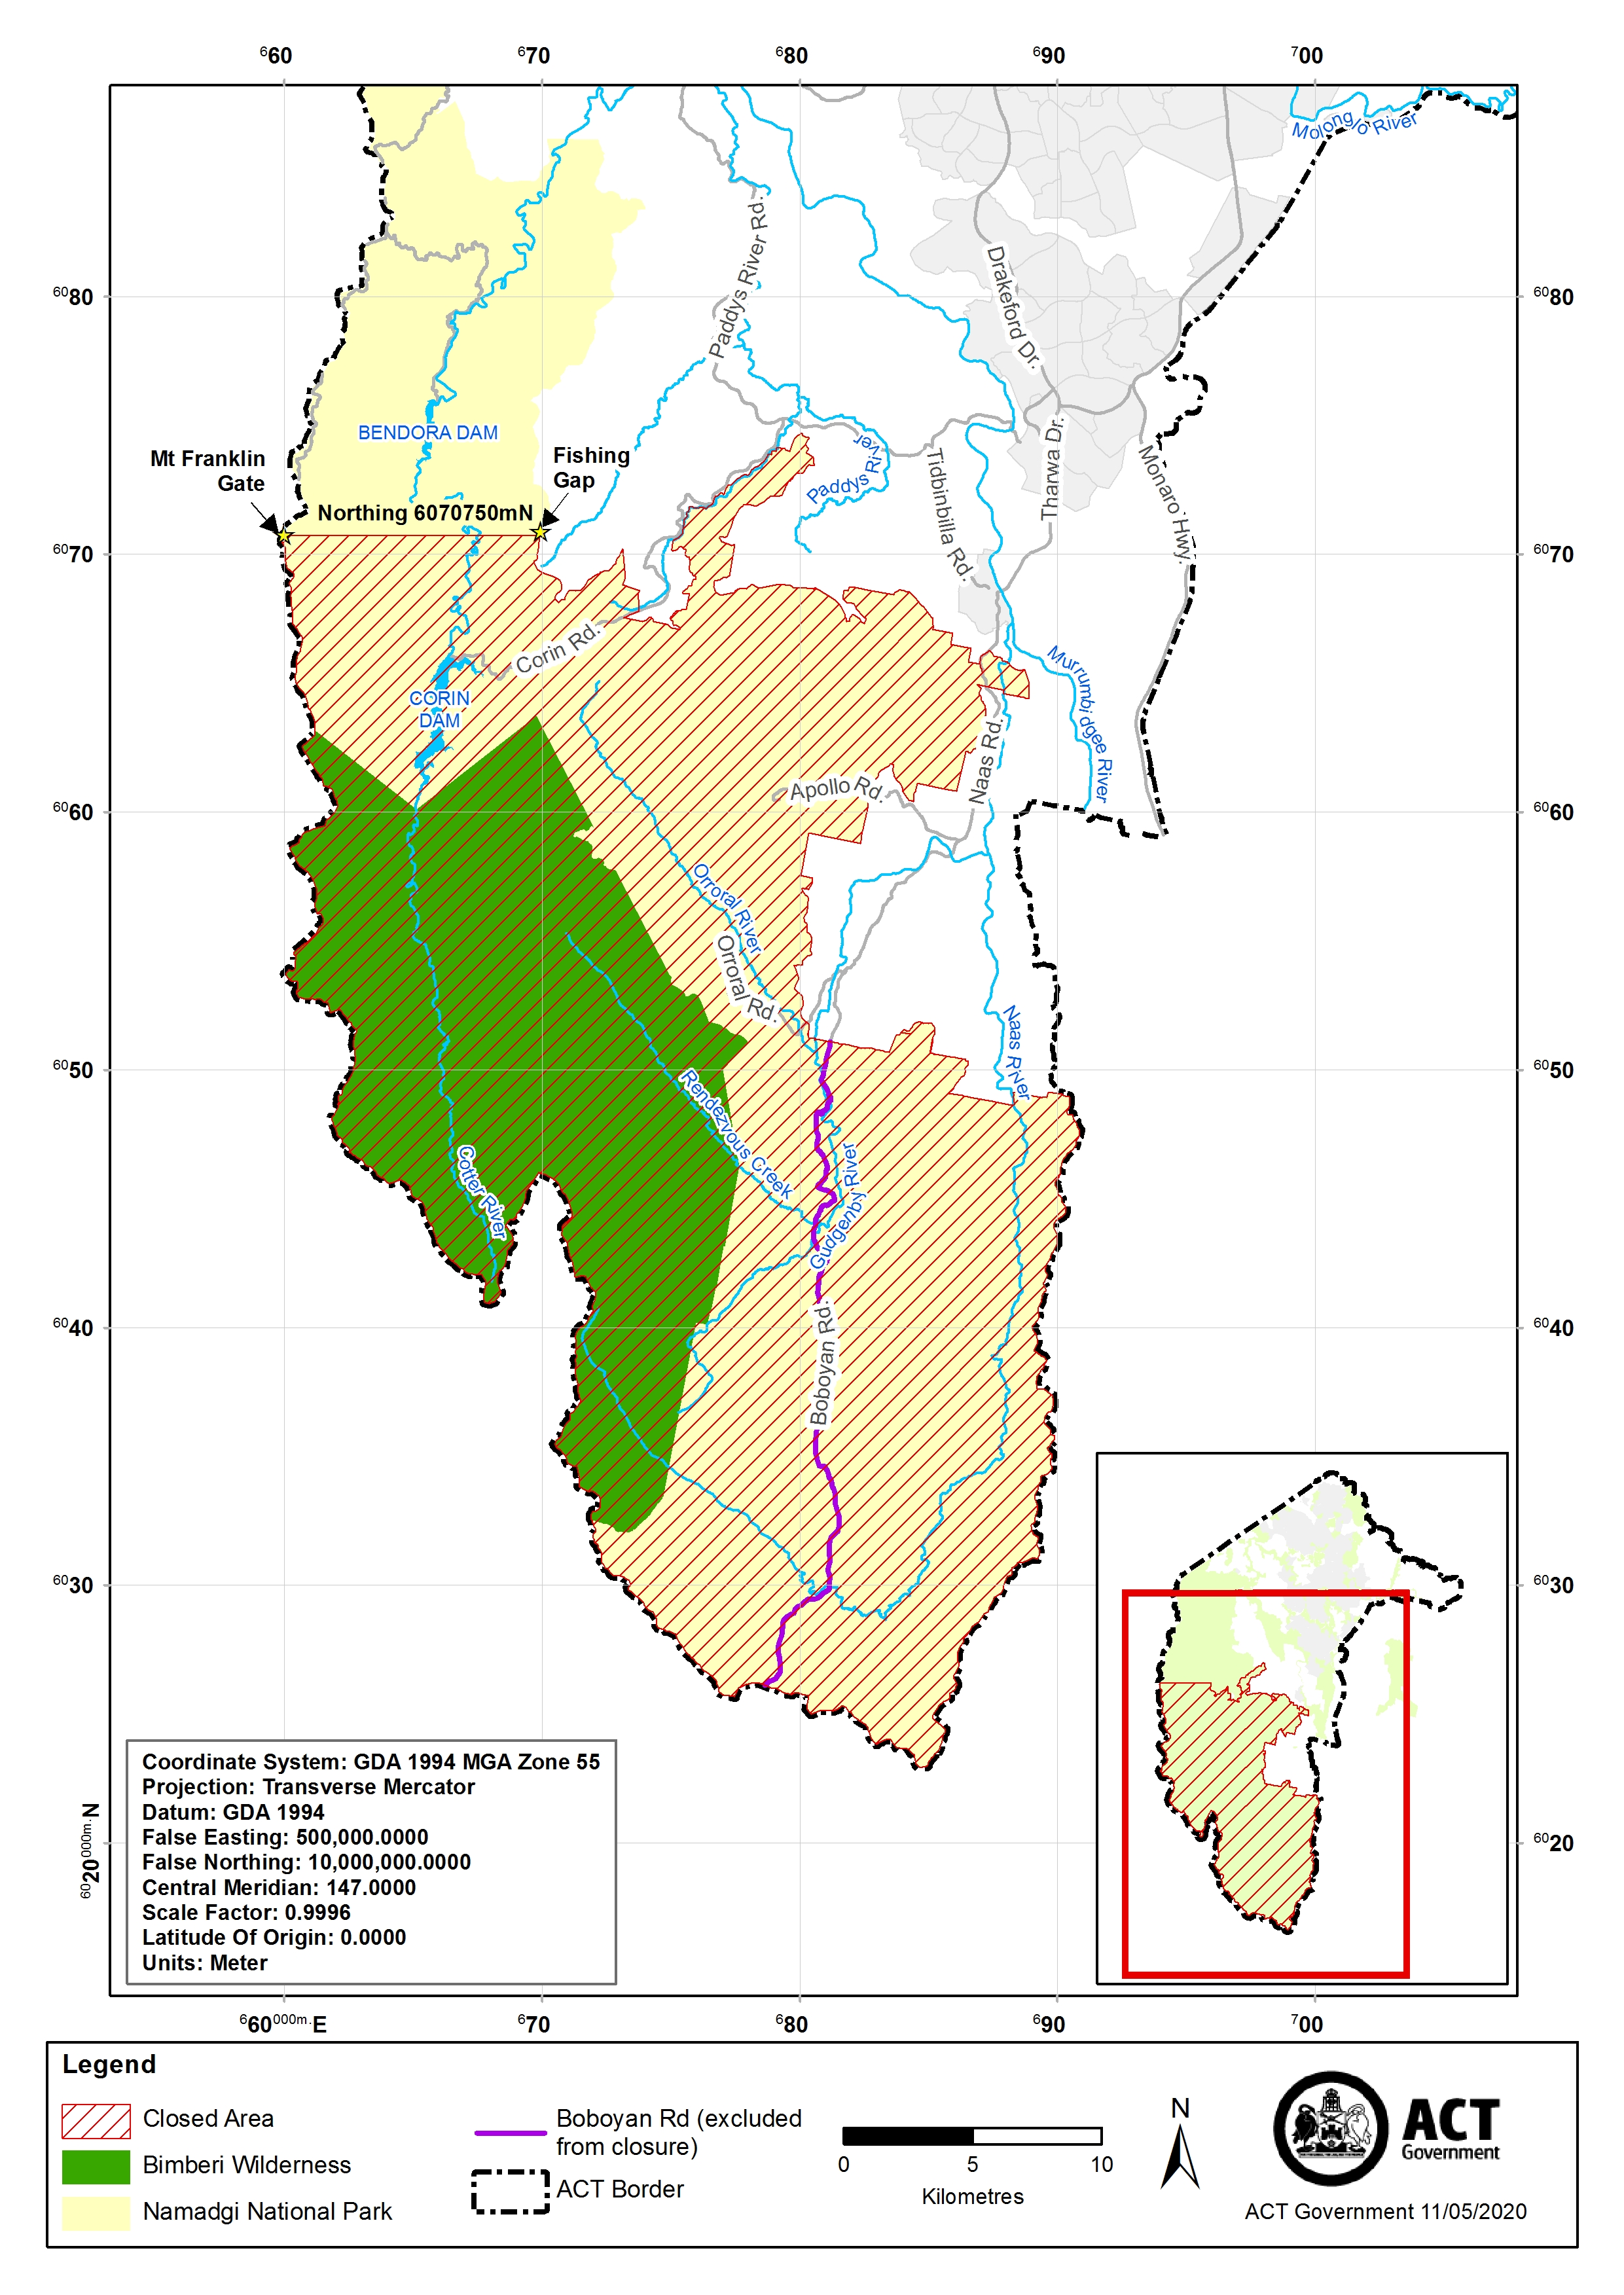 660
670
680
690
700
Molonglo River
6080
6080
Paddys River Rd.
Drakeford Dr.
BENDORA DAM
Mt Franklin
Gate
Fishing
Gap
Northing 6070750mN
Paddys River
Tidbinbilla Rd.
Tharwa Dr.
Monaro Hwy.
6070
6070
Corin Rd.
CORIN
DAM
Murrumbidgee River
Naas Rd.
Apollo Rd.
6060
6060
Orroral River
Orroral Rd.
Naas River
6050
6050
Rendezvous Creek
Cotter River
Gudgenby River
6040
6040
Boboyan Rd.
6030
6030
6020000m.N
6020
Coordinate System: GDA 1994 MGA Zone 55
Projection: Transverse Mercator
Datum: GDA 1994
False Easting: 500,000.0000
False Northing: 10,000,000.0000
Central Meridian: 147.0000
Scale Factor: 0.9996
Latitude Of Origin: 0.0000
Units: Meter
660000m.E
670
680
690
700
Legend
Closed Area
Bimberi Wilderness
Namadgi National Park
Boboyan Rd (excluded
from closure)
ACT Border
0 5 10
Kilometres
N
ACT
Government
ACT Government 11/05/2020